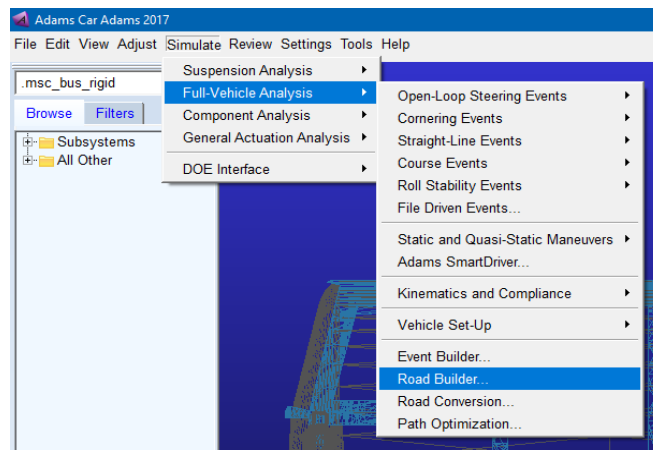 Adams Car Adams 2017
File Edit View Adjust Simulate Review Settings Tools Help
.msc_bus_rigid
Browse Filters
Subsystems
All Other
Suspension Analysis
Full-Vehicle Analysis
Component Analysis
General Actuation Analysis
DOE Interface
Open-Loop Steering Events
Cornering Events
Straight-Line Events
Course Events
Roll Stability Events
File Driven Events...
Static and Quasi-Static Maneuvers
Adams SmartDriver...
Kinematics and Compliance
Vehicle Set-Up
Event Builder...
Road Builder...
Road Conversion...
Path Optimization...